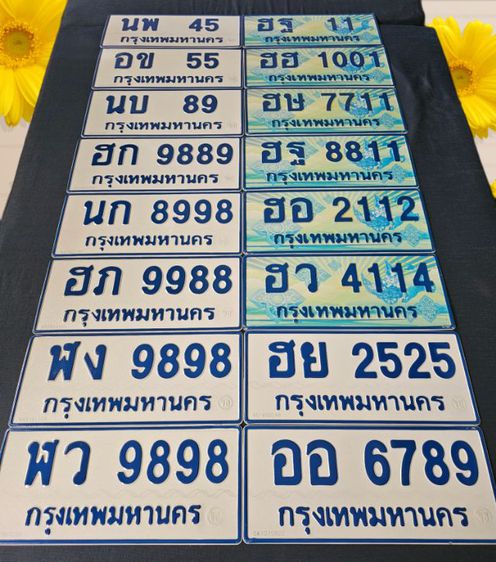 นพ 45
กรุงเทพมหานคร
ฮฐ 11
กรุงเทพมหานคร
อข 55
กรุงเทพมหานคร
ฮฮ 1001
กรุงเทพมหานคร
นบ 89
กรุงเทพมหานคร
ฮษ 7711
กรุงเทพมหานคร
ฮก 9889
กรุงเทพมหานคร
ฮฐ 8811
กรุงเทพมหานคร
นก 8998
กรุงเทพมหานคร
ฮอ 2112
กรุงเทพมหานคร
ฮภ 9988
กรุงเทพมหานคร
ฮว 4114
กรุงเทพมหานคร
ฬง 9898
กรุงเทพมหานคร
ฮย 2525
กรุงเทพมหานคร
ฬว 9898
กรุงเทพมหานคร
ออ 6789
กรุงเทพมหานคร